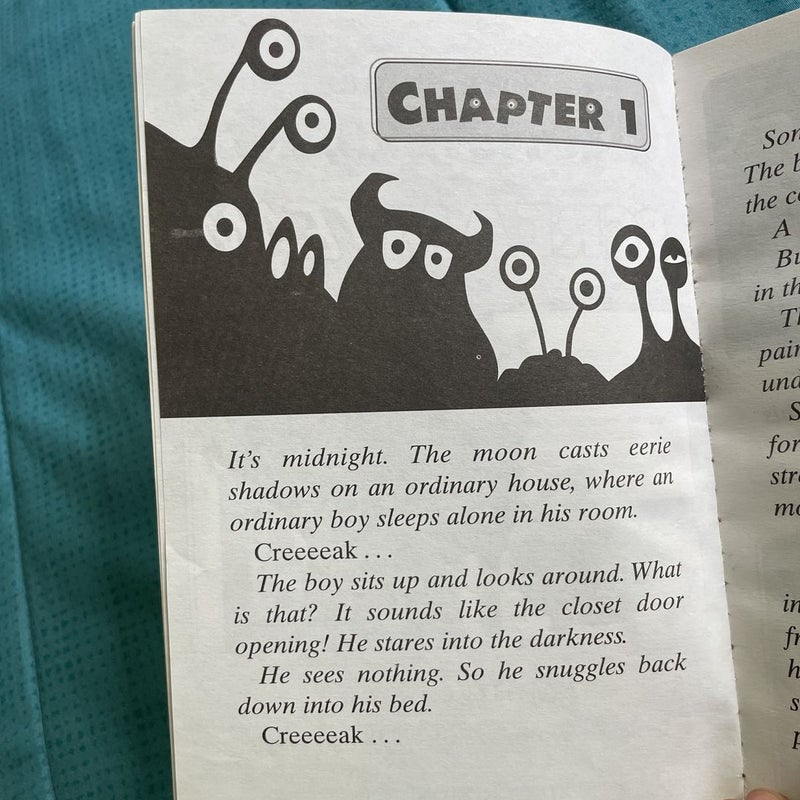 CHAPTER 1
It's midnight. The moon casts eerie
shadows on an ordinary house, where an
ordinary boy sleeps alone in his room.
Creeeeak . . .
The boy sits up and looks around. What
is that? It sounds like the closet door
opening! He stares into the darkness.
He sees nothing. So he snuggles back
down into his bed.
Creeeeak . . .
The
the
A
in